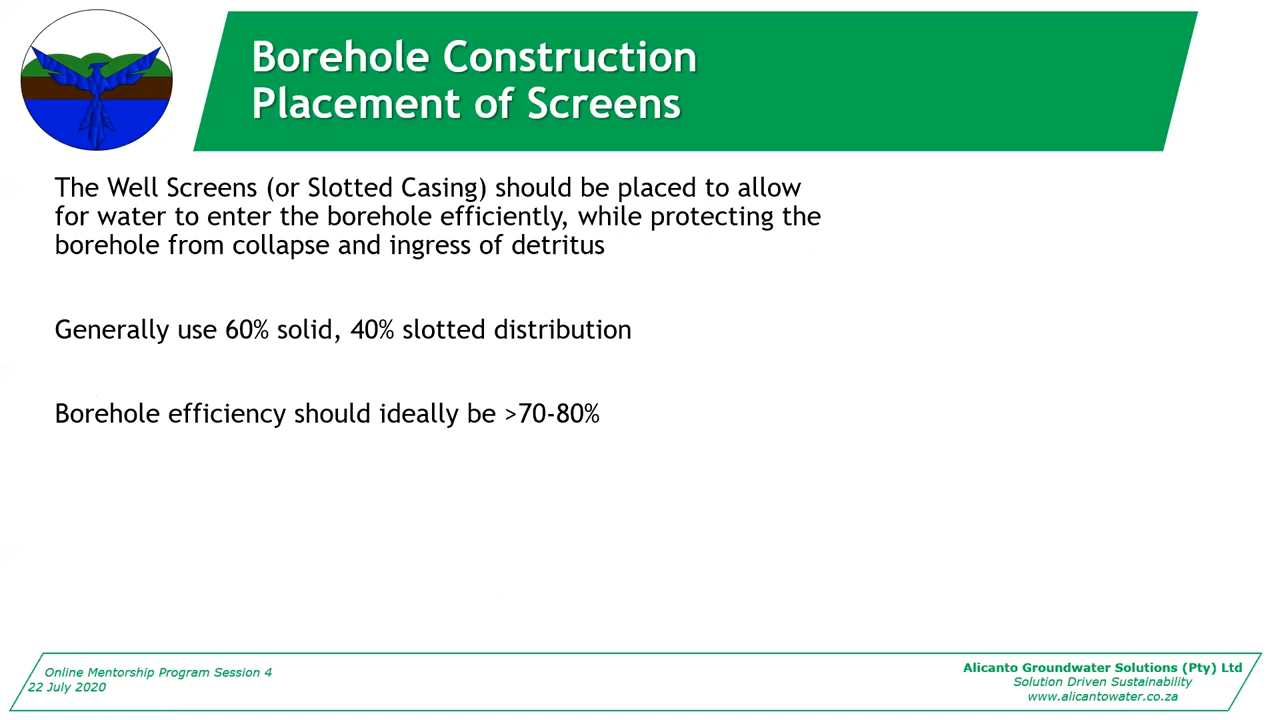 Borehole Construction
Placement of Screens
The Well Screens (or Slotted Casing) should be placed to allow
for water to enter the borehole efficiently, while protecting the
borehole from collapse and ingress of detritus
Generally use 60% solid, 40% slotted distribution
Borehole efficiency should ideally be >70-80%
Online Mentorship Program Session 4
22 July 2020
Alicanto Groundwater Solutions (Pty) Ltd
Solution Driven Sustainability
www.alicantowater.co.za